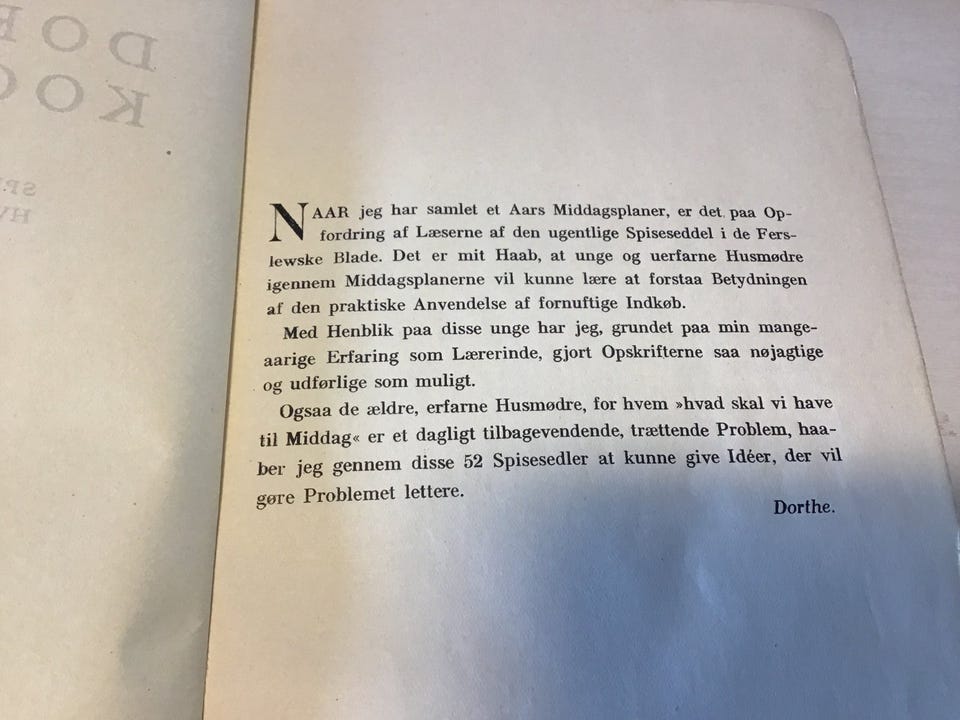 NAAR jeg har samlet et Aars Middagsplaner, er det paa Op-
fordring af Læserne af den ugentlige Spiseseddel i de Fers-
lewske Blade. Det er mit Haab, at unge og uerfarne Husmødre
igennem Middagsplanerne vil kunne lære at forstaa Betydningen
af den praktiske Anvendelse af fornuftige Indkøb.
Med Henblik paa disse unge har jeg, grundet paa min mange-
aarige Erfaring som Lærerinde, gjort Opskrifterne saa nøjagtige
og udførlige som muligt.
Ogsaa de ældre, erfarne Husmødre, for hvem »hvad skal vi have
til Middag« er et dagligt tilbagevendende, trættende Problem, haa-
ber jeg gennem disse 52 Spisesedler at kunne give Idéer, der vil
gøre Problemet lettere.
Dorthe.